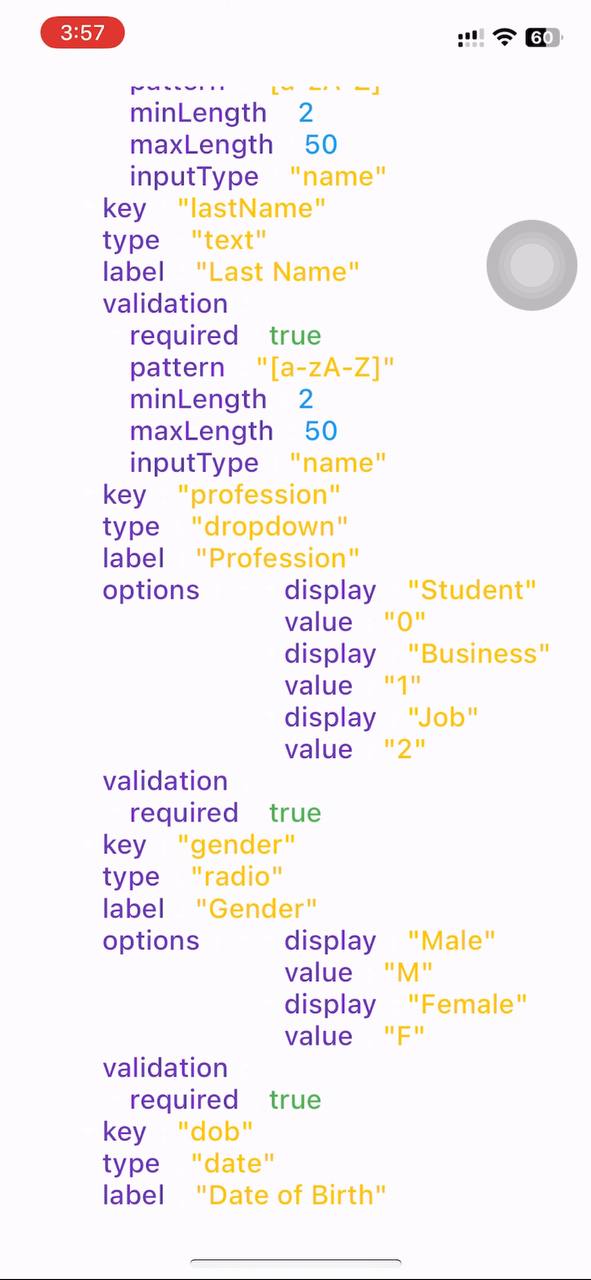 3:57
60
pattern "[a-zA-Z]"
minLength 2
maxLength 50
inputType "name"
key "lastName"
type "text"
label "Last Name"
validation
required true
pattern "[a-zA-Z]"
minLength 2
maxLength 50
inputType "name"
key "profession"
type "dropdown"
label "Profession"
options display "Student"
value "0"
display "Business"
value "1"
display "Job"
value "2"
validation
required true
key "gender"
type "radio"
label "Gender"
options display "Male"
value "M"
display "Female"
value "F"
validation
required true
key "dob"
type "date"
label "Date of Birth"